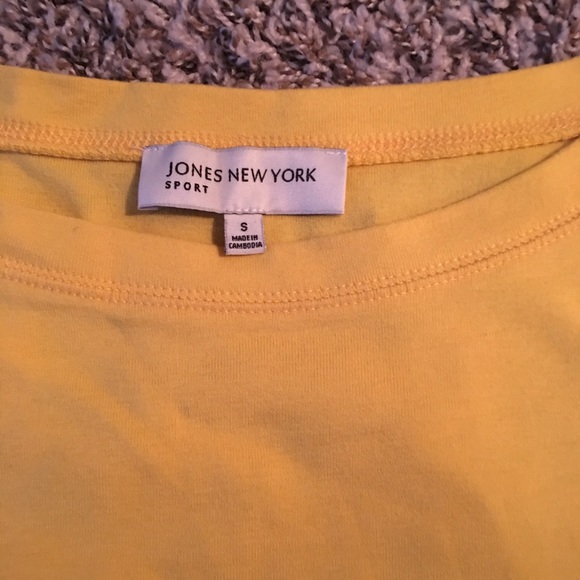 JONES NEW YORK
SPORT
S
MADE IN
CAMBODIA